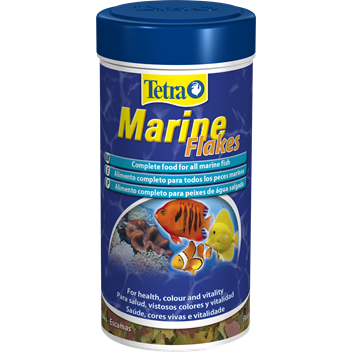 Tetra
Marine
Flakes
Complete food for all marine fish
Alimento completo para todos los peces marinos
Alimento completo para peixes de água salgada
For health, colour and vitality
Para salud, vistosos colores y vitalidad
Saúde, cores vivas e vitalidade
Escamas